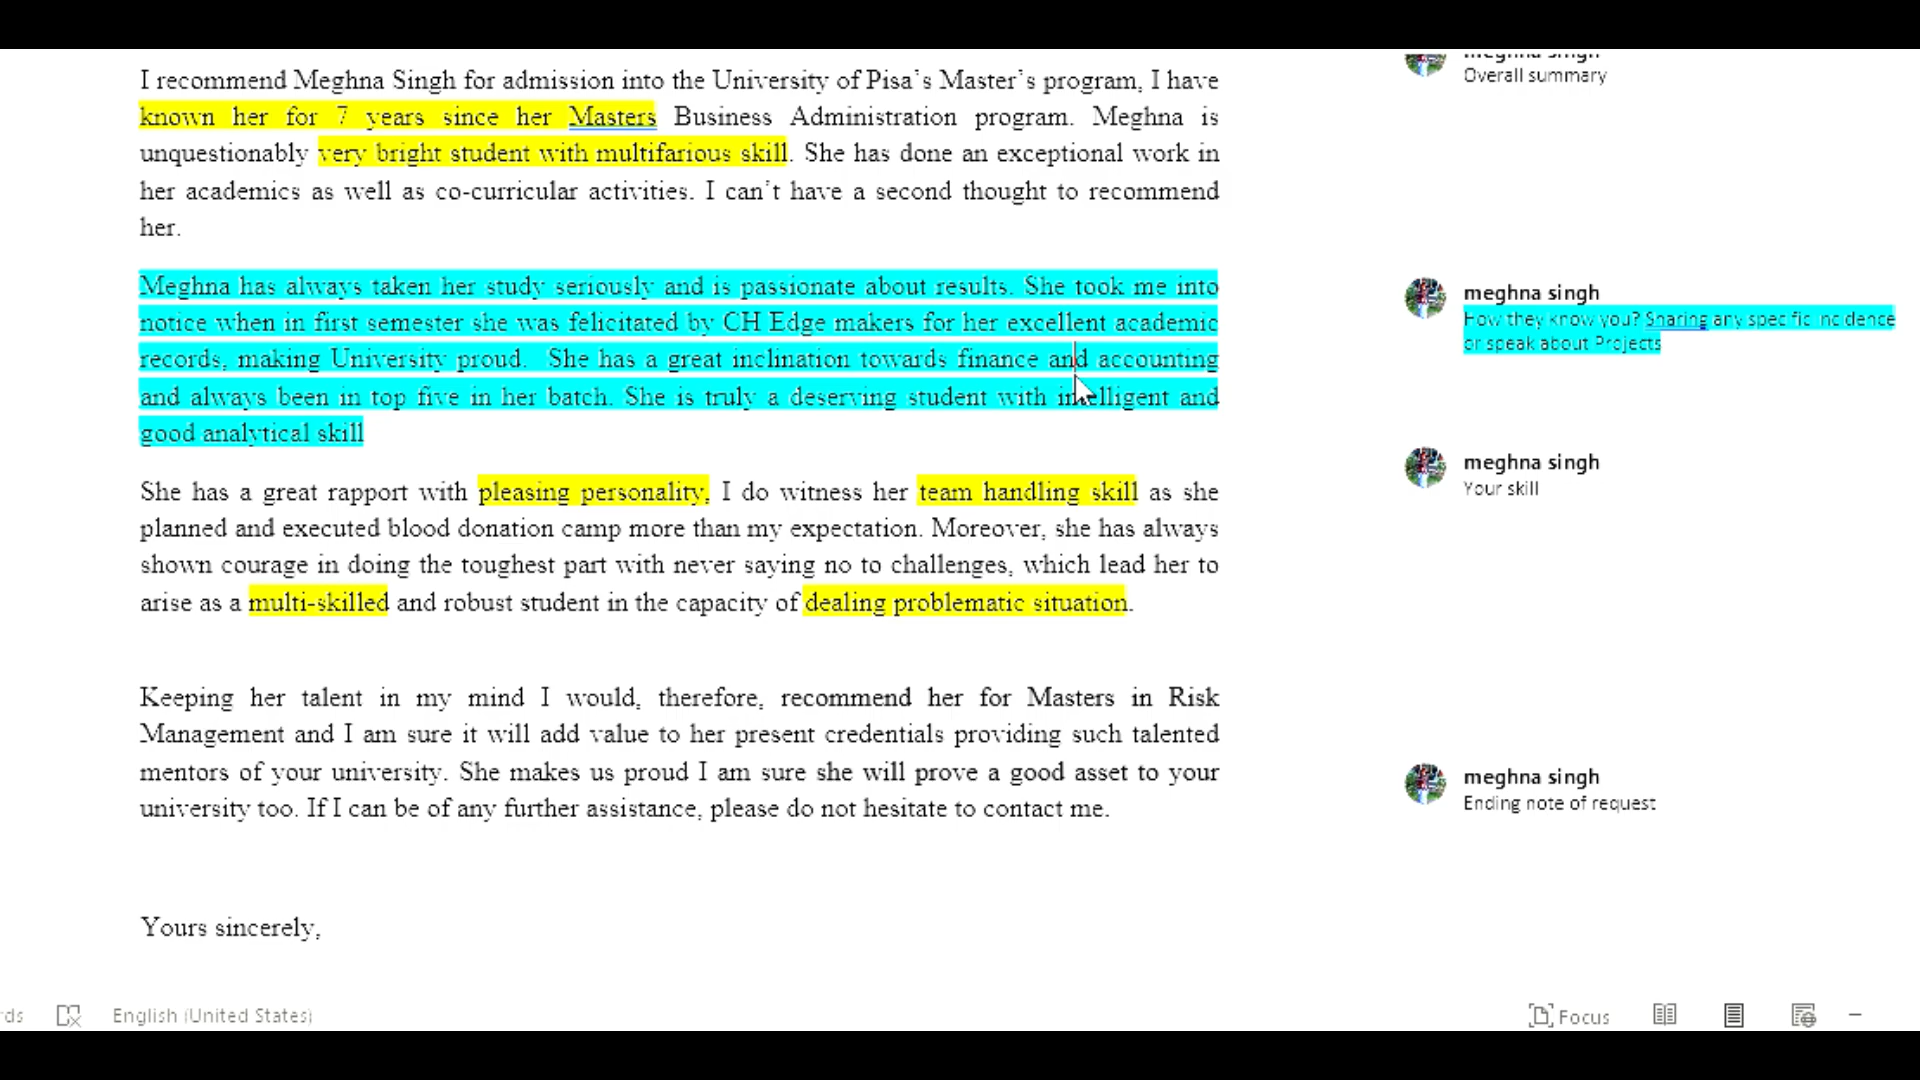 meghna singh
Overall summary
I recommend Meghna Singh for admission into the University of Pisa's Master's program, I have
known her for 7 years since her Masters Business Administration program. Meghna is
unquestionably very bright student with multifarious skill. She has done an exceptional work in
her academics as well as co-curricular activities. I can't have a second thought to recommend
her.
Meghna has always taken her study seriously and is passionate about results. She took me into
notice when in first semester she was felicitated by CH Edge makers for her excellent academic
records, making University proud. She has a great inclination towards finance and accounting
and always been in top five in her batch. She is truly a deserving student with intelligent and
good analytical skill
meghna singh
How they know you? Sharing any specific incidence
or speak about Projects
She has a great rapport with pleasing personality, I do witness her team handling skill as she
planned and executed blood donation camp more than my expectation. Moreover, she has always
shown courage in doing the toughest part with never saying no to challenges, which lead her to
arise as a multi-skilled and robust student in the capacity of dealing problematic situation.
meghna singh
Your skill
Keeping her talent in my mind I would, therefore, recommend her for Masters in Risk
Management and I am sure it will add value to her present credentials providing such talented
mentors of your university. She makes us proud I am sure she will prove a good asset to your
university too. If I can be of any further assistance, please do not hesitate to contact me.
meghna singh
Ending note of request
Yours sincerely,
rds English (United States) Focus